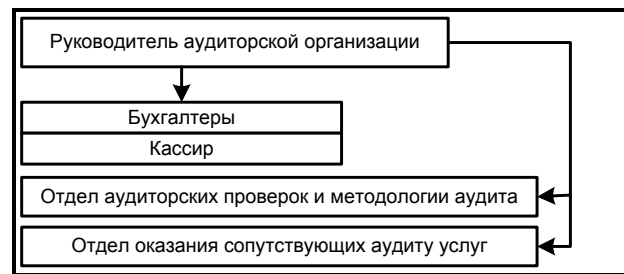 Руководитель аудиторской организации
Бухгалтеры
Кассир
Отдел аудиторских проверок и методологии аудита
Отдел оказания сопутствующих аудиту услуг